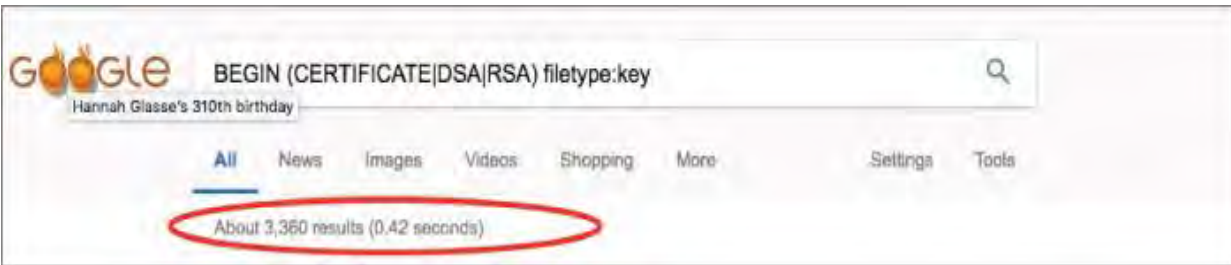 GOOGLE
BEGIN (CERTIFICATE|DSA|RSA) filetype:key
Hannah Glasse's 310th birthday
All News Images Videos Shopping More Settings Tools
About 3,360 results (0.42 seconds)